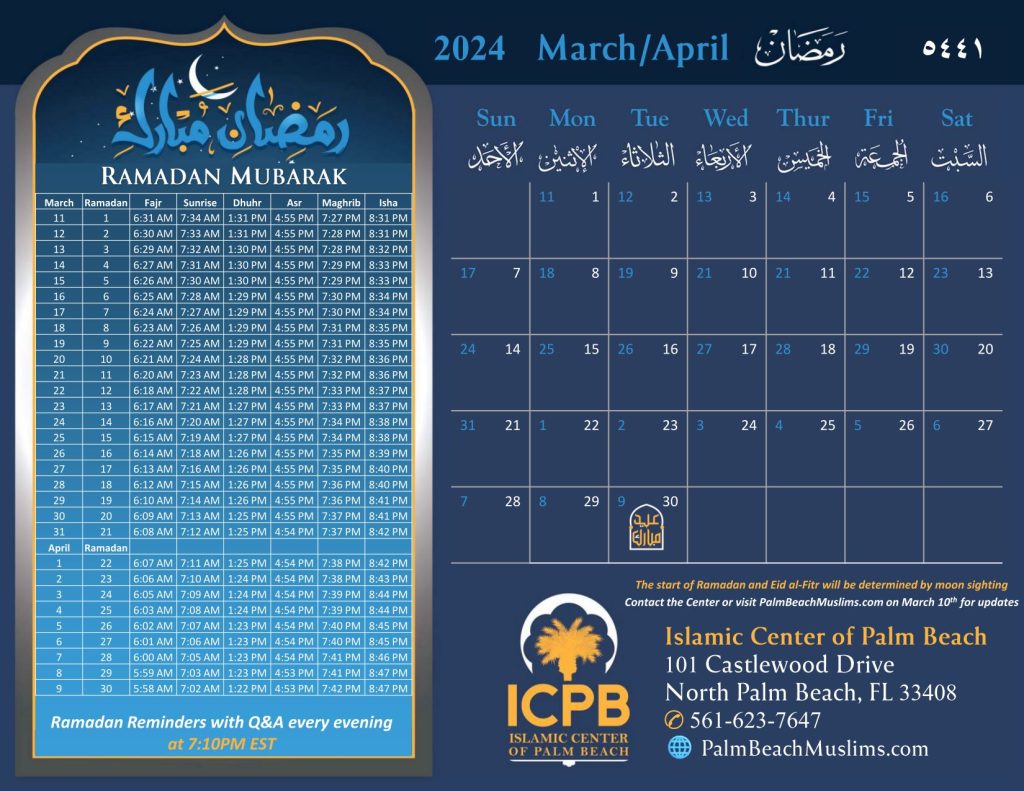 رمضان مبارك
RAMADAN MUBARAK
March Ramadan Fajr Sunrise Dhuhr Asr Maghrib Isha
11 1 6:31 AM 7:34 AM 1:31 PM 4:55 PM 7:27 PM 8:31 PM
12 2 6:30 AM 7:33 AM 1:31 PM 4:55 PM 7:28 PM 8:31 PM
13 3 6:29 AM 7:32 AM 1:30 PM 4:55 PM 7:28 PM 8:32 PM
14 4 6:27 AM 7:31 AM 1:30 PM 4:55 PM 7:29 PM 8:33 PM
15 5 6:26 AM 7:30 AM 1:30 PM 4:55 PM 7:29 PM 8:33 PM
16 6 6:25 AM 7:28 AM 1:29 PM 4:55 PM 7:30 PM 8:34 PM
17 7 6:24 AM 7:27 AM 1:29 PM 4:55 PM 7:30 PM 8:34 PM
18 8 6:23 AM 7:26 AM 1:29 PM 4:55 PM 7:31 PM 8:35 PM
19 9 6:22 AM 7:25 AM 1:29 PM 4:55 PM 7:31 PM 8:35 PM
20 10 6:21 AM 7:24 AM 1:28 PM 4:55 PM 7:32 PM 8:36 PM
21 11 6:20 AM 7:23 AM 1:28 PM 4:55 PM 7:32 PM 8:36 PM
22 12 6:18 AM 7:22 AM 1:28 PM 4:55 PM 7:33 PM 8:37 PM
23 13 6:17 AM 7:21 AM 1:27 PM 4:55 PM 7:33 PM 8:37 PM
24 14 6:16 AM 7:20 AM 1:27 PM 4:55 PM 7:34 PM 8:38 PM
25 15 6:15 AM 7:19 AM 1:27 PM 4:55 PM 7:34 PM 8:38 PM
26 16 6:14 AM 7:18 AM 1:26 PM 4:55 PM 7:35 PM 8:39 PM
27 17 6:13 AM 7:16 AM 1:26 PM 4:55 PM 7:35 PM 8:40 PM
28 18 6:12 AM 7:15 AM 1:26 PM 4:55 PM 7:36 PM 8:40 PM
29 19 6:10 AM 7:14 AM 1:26 PM 4:55 PM 7:36 PM 8:41 PM
30 20 6:09 AM 7:13 AM 1:25 PM 4:55 PM 7:37 PM 8:41 PM
31 21 6:08 AM 7:12 AM 1:25 PM 4:54 PM 7:37 PM 8:42 PM
April Ramadan
1 22 6:07 AM 7:11 AM 1:25 PM 4:54 PM 7:38 PM 8:42 PM
2 23 6:06 AM 7:10 AM 1:24 PM 4:54 PM 7:38 PM 8:43 PM
3 24 6:05 AM 7:09 AM 1:24 PM 4:54 PM 7:39 PM 8:44 PM
4 25 6:03 AM 7:08 AM 1:24 PM 4:54 PM 7:39 PM 8:44 PM
5 26 6:02 AM 7:07 AM 1:23 PM 4:54 PM 7:40 PM 8:45 PM
6 27 6:01 AM 7:06 AM 1:23 PM 4:54 PM 7:40 PM 8:45 PM
7 28 6:00 AM 7:05 AM 1:23 PM 4:54 PM 7:41 PM 8:46 PM
8 29 5:59 AM 7:03 AM 1:23 PM 4:53 PM 7:41 PM 8:47 PM
9 30 5:58 AM 7:02 AM 1:22 PM 4:53 PM 7:42 PM 8:47 PM
Ramadan Reminders with Q&A every evening
at 7:10PM EST
2024 March/April رمضان ٥٤٤١
Sun Mon Tue Wed Thur Fri Sat
الأحد الإثنين الثلاثاء الأربعاء الخميس الجمعة السبت
11 1 12 2 13 3 14 4 15 5 16 6
17 7 18 8 19 9 21 10 21 11 22 12 23 13
24 14 25 15 26 16 27 17 28 18 29 19 30 20
31 21 1 22 2 23 3 24 4 25 5 26 6 27
7 28 8 29 9 30
عيد
مبارك
The start of Ramadan and Eid al-Fitr will be determined by moon sighting
Contact the Center or visit PalmBeachMuslims.com on March 10th for updates
ICPB
ISLAMIC CENTER
OF PALM BEACH
Islamic Center of Palm Beach
101 Castlewood Drive
North Palm Beach, FL 33408
561-623-7647
PalmBeachMuslims.com